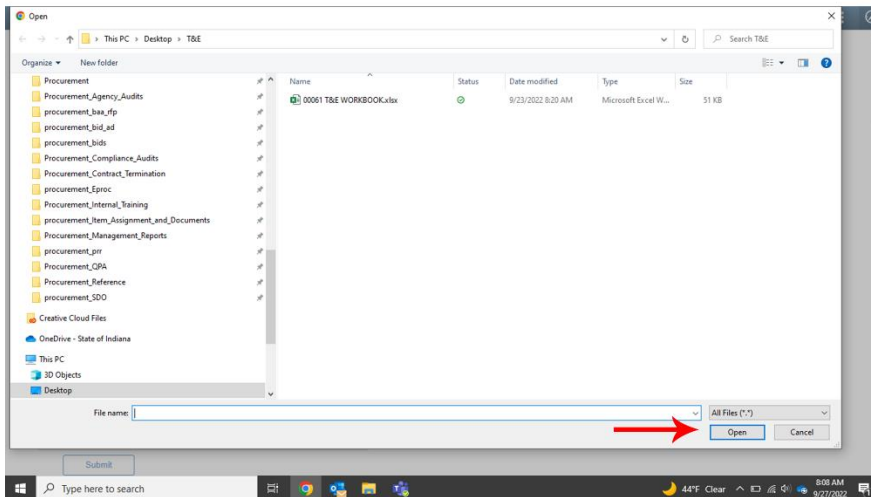 Open
This PC > Desktop > T&E
Search T&E
Organize
New folder
Procurement
Procurement_Agency_Audits
procurement_baa_rfp
procurement_bid_ad
procurement_bids
Procurement_Compliance_Audits
Procurement_Contract_Termination
procurement_Eproc
Procurement_Internal_Training
procurement_Item_Assignment_and_Documents
Procurement_Management_Reports
procurement_prr
Procurement_QPA
Procurement_Reference
procurement_SDO
Creative Cloud Files
OneDrive - State of Indiana
This PC
3D Objects
Desktop
Name Status Date modified Type Size
00061 T&E WORKBOOK.xlsx 9/23/2022 8:20 AM Microsoft Excel W... 51 KB
File name:
All Files (*.*)
Open Cancel
Submit
Type here to search
44°F Clear
8:08 AM
9/27/2022